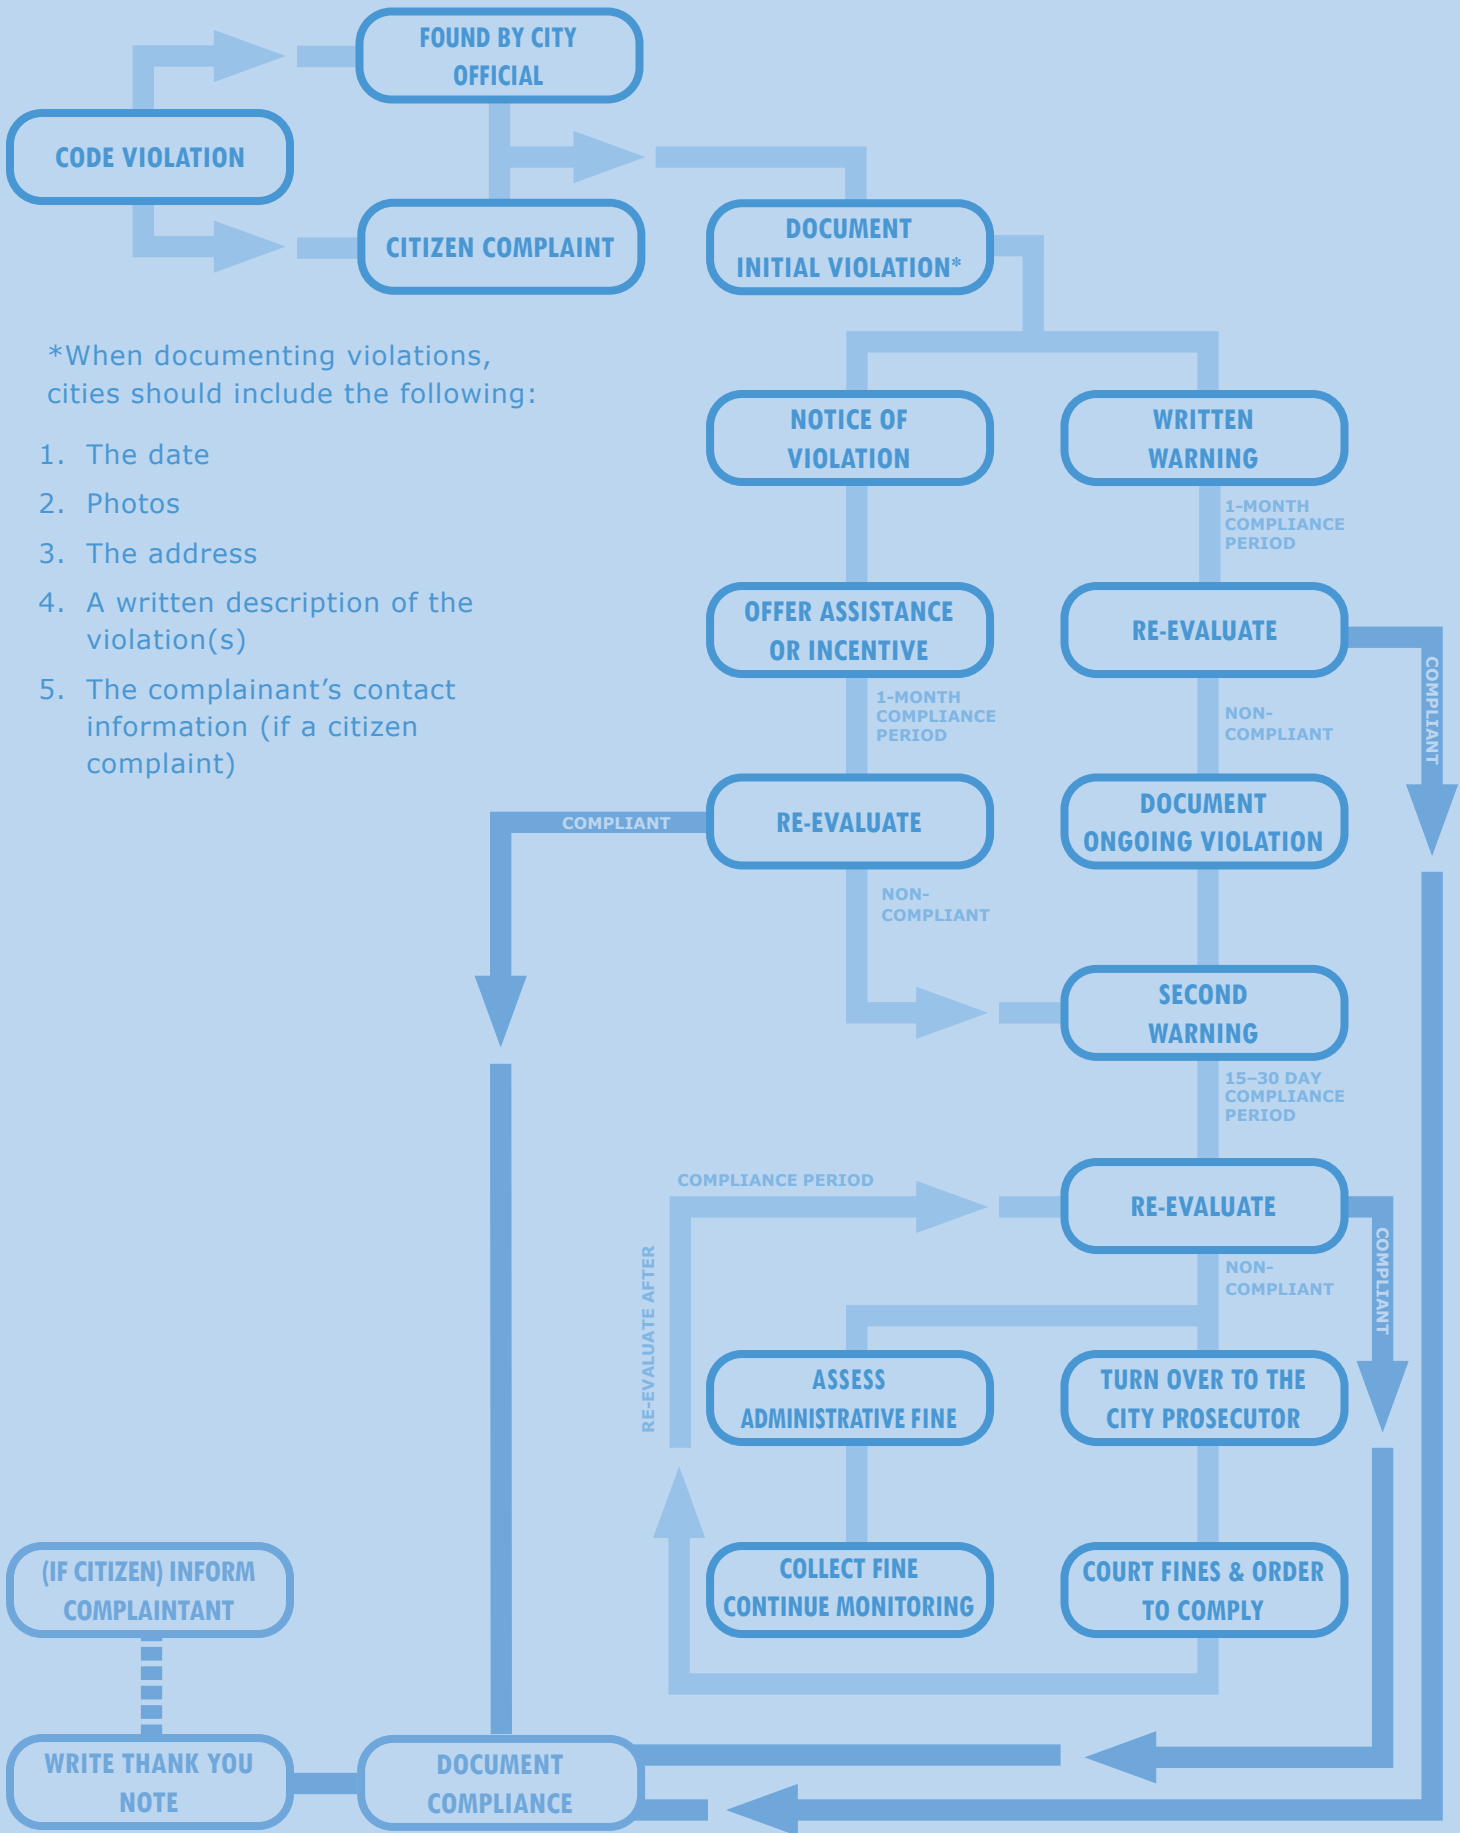 FOUND BY CITY
OFFICIAL
CODE VIOLATION
CITIZEN COMPLAINT
DOCUMENT
INITIAL VIOLATION*
*When documenting violations,
cities should include the following:
1. The date
2. Photos
3. The address
4. A written description of the
violation(s)
5. The complainant’s contact
information (if a citizen
complaint)
NOTICE OF
VIOLATION
WRITTEN
WARNING
1-MONTH
COMPLIANCE
PERIOD
OFFER ASSISTANCE
OR INCENTIVE
RE-EVALUATE
COMPLIANT
1-MONTH
COMPLIANCE
PERIOD
NON-
COMPLIANT
RE-EVALUATE
COMPLIANT
DOCUMENT
ONGOING VIOLATION
NON-
COMPLIANT
SECOND
WARNING
15–30 DAY
COMPLIANCE
PERIOD
COMPLIANCE PERIOD
RE-EVALUATE AFTER
RE-EVALUATE
COMPLIANT
NON-
COMPLIANT
ASSESS
ADMINISTRATIVE FINE
TURN OVER TO THE
CITY PROSECUTOR
COLLECT FINE
CONTINUE MONITORING
COURT FINES & ORDER
TO COMPLY
(IF CITIZEN) INFORM
COMPLAINTANT
WRITE THANK YOU
NOTE
DOCUMENT
COMPLIANCE